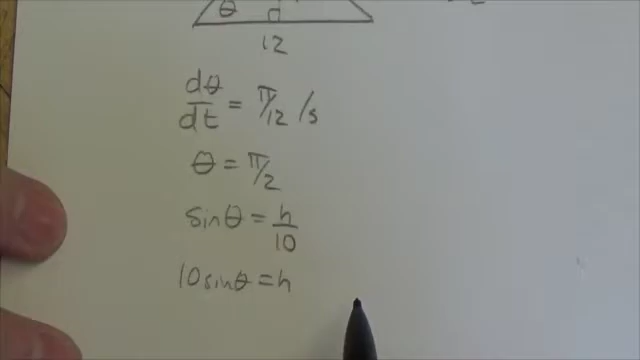 θ
12
dθ/dt = π/12 /s
θ = π/2
sinθ = h/10
10sinθ = h